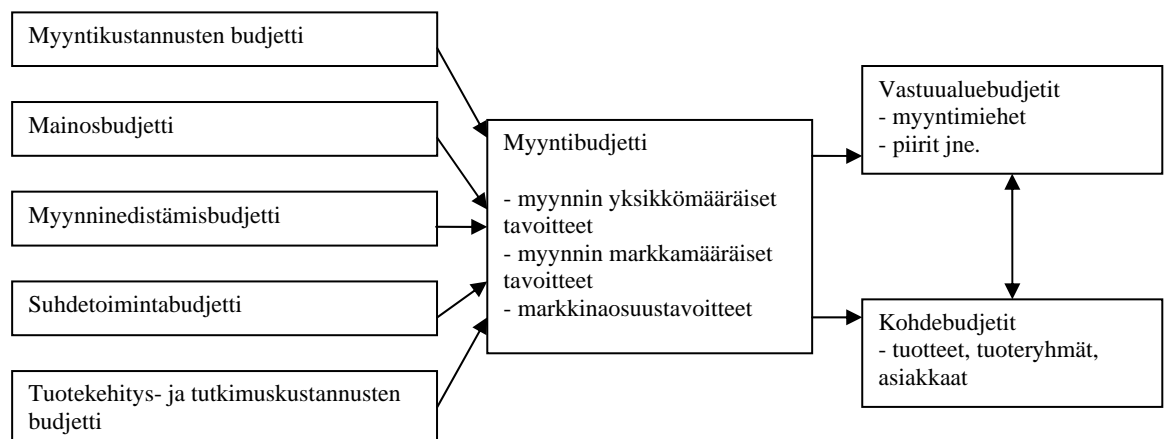 Myyntikustannusten budjetti
Mainosbudjetti
Myynninedistämisbudjetti
Suhdetoimintabudjetti
Tuotekehitys- ja tutkimuskustannusten
budjetti
Myyntibudjetti
- myynnin yksikkömääräiset
tavoitteet
- myynnin markkamääräiset
tavoitteet
- markkinaosuustavoitteet
Vastuualuebudjetit
- myyntimiehet
- piirit jne.
Kohdebudjetit
- tuotteet, tuoteryhmät,
asiakkaat